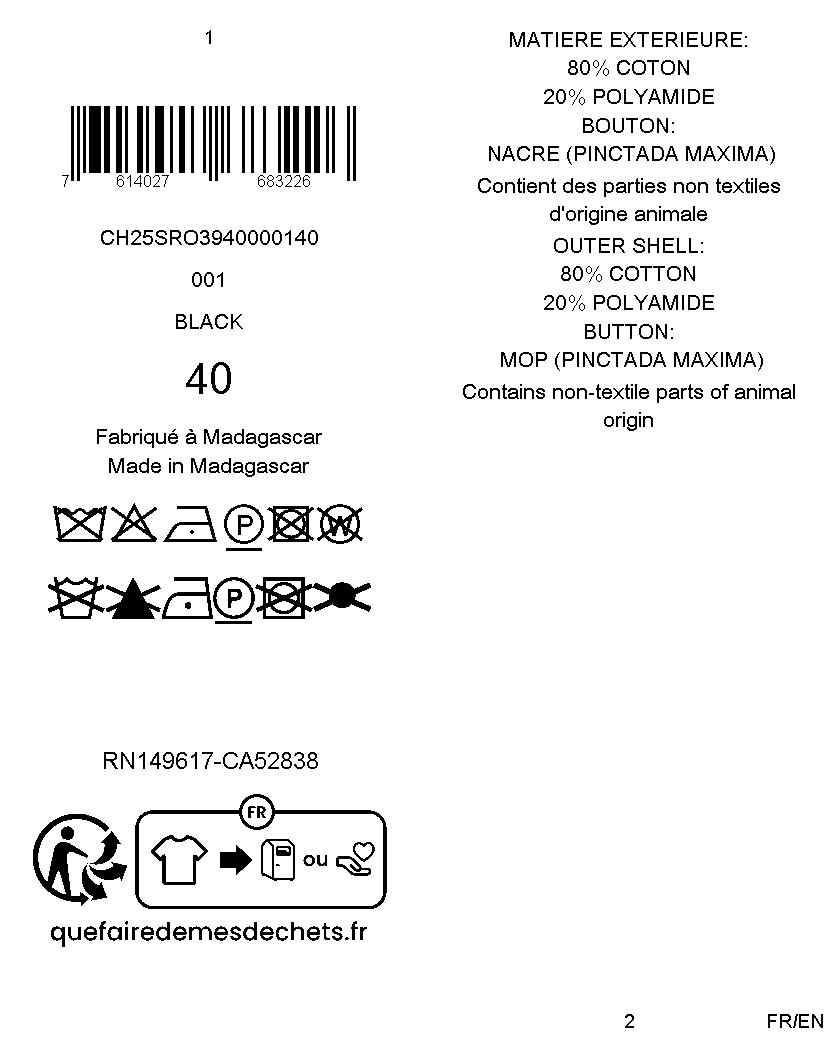 1
7 614027 683226
CH25SRO3940000140
001
BLACK
40
Fabriqué à Madagascar
Made in Madagascar
P
W
P
RN149617-CA52838
FR
ou
quefairedemesdechets.fr
MATIERE EXTERIEURE:
80% COTON
20% POLYAMIDE
BOUTON:
NACRE (PINCTADA MAXIMA)
Contient des parties non textiles
d'origine animale
OUTER SHELL:
80% COTTON
20% POLYAMIDE
BUTTON:
MOP (PINCTADA MAXIMA)
Contains non-textile parts of animal
origin
2
FR/EN